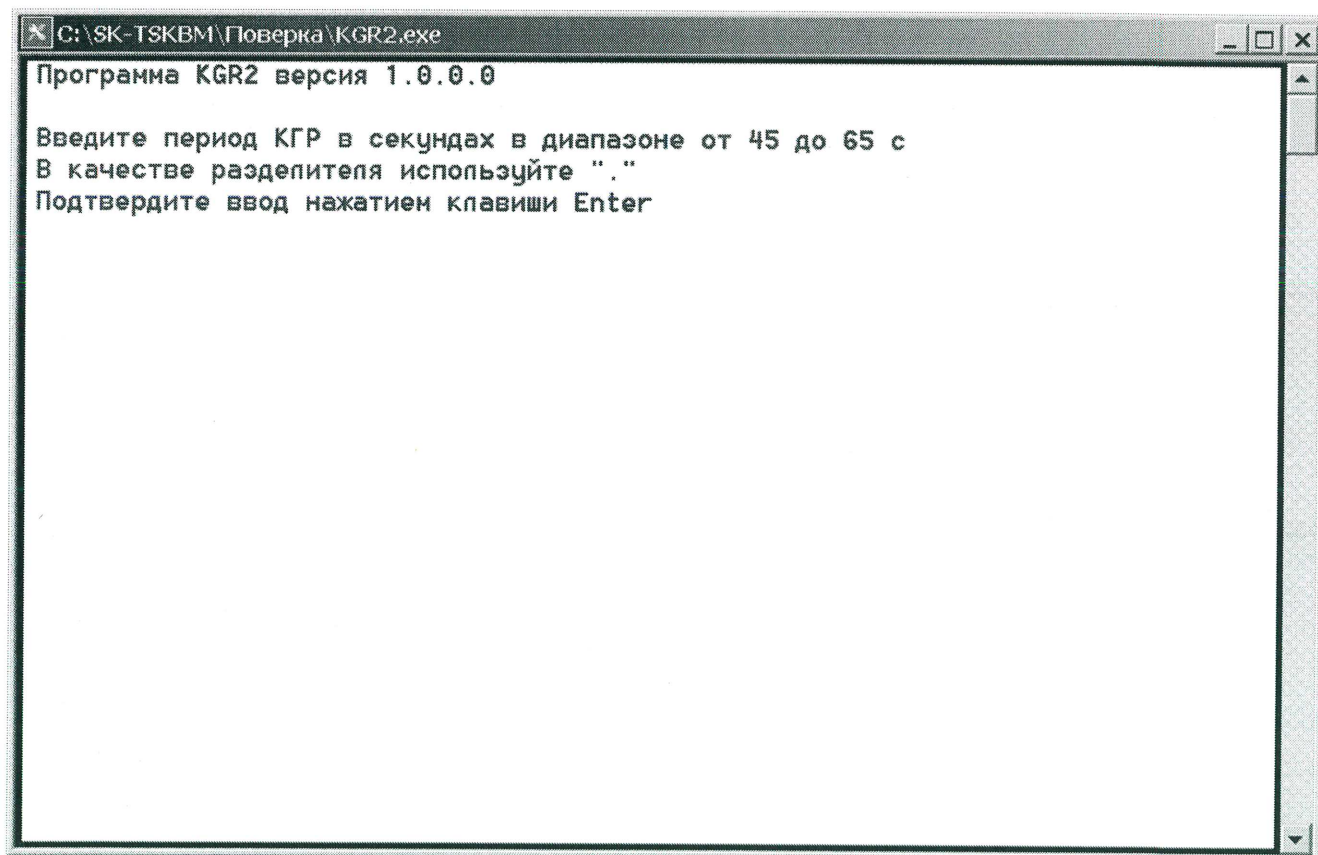 C:\SK-TSKBM\Поверка\KGR2.exe
Программа KGR2 версия 1.0.0.0
Введите период КГР в секундах в диапазоне от 45 до 65 с
В качестве разделителя используйте "."
Подтвердите ввод нажатием клавиши Enter